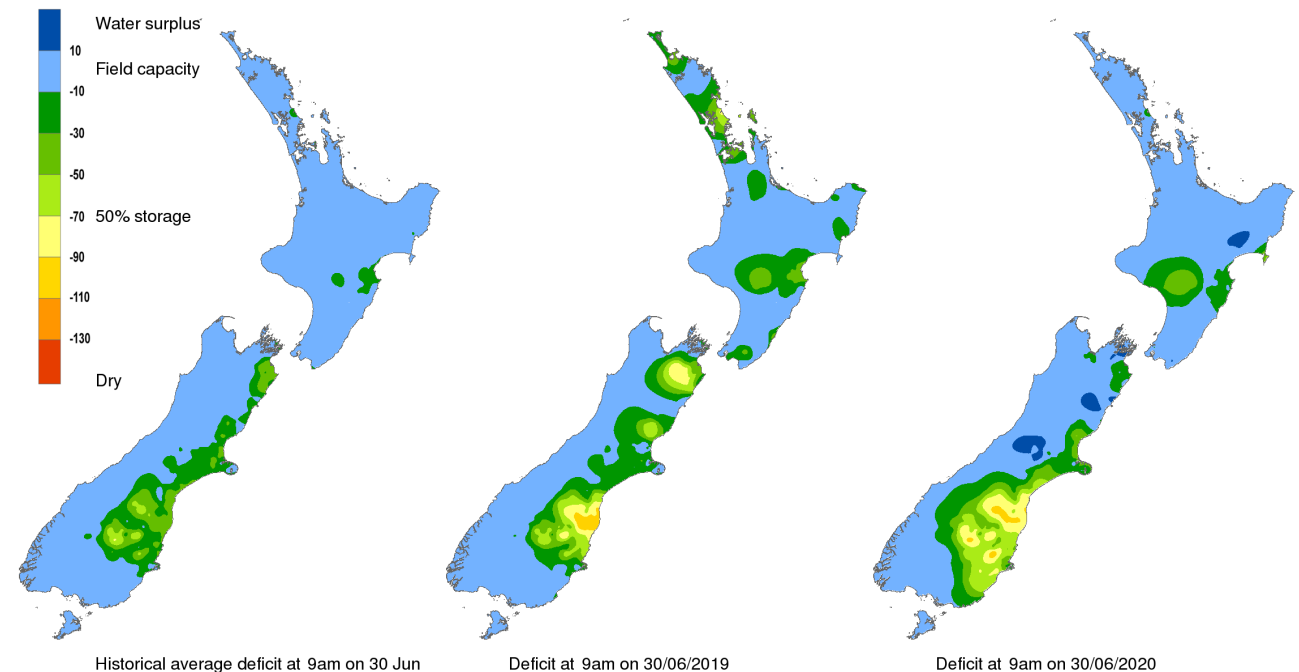 Water surplus
10
Field capacity
-10
-30
-50
-70
50% storage
-90
-110
-130
Dry
Historical average deficit at 9am on 30 Jun
Deficit at 9am on 30/06/2019
Deficit at 9am on 30/06/2020